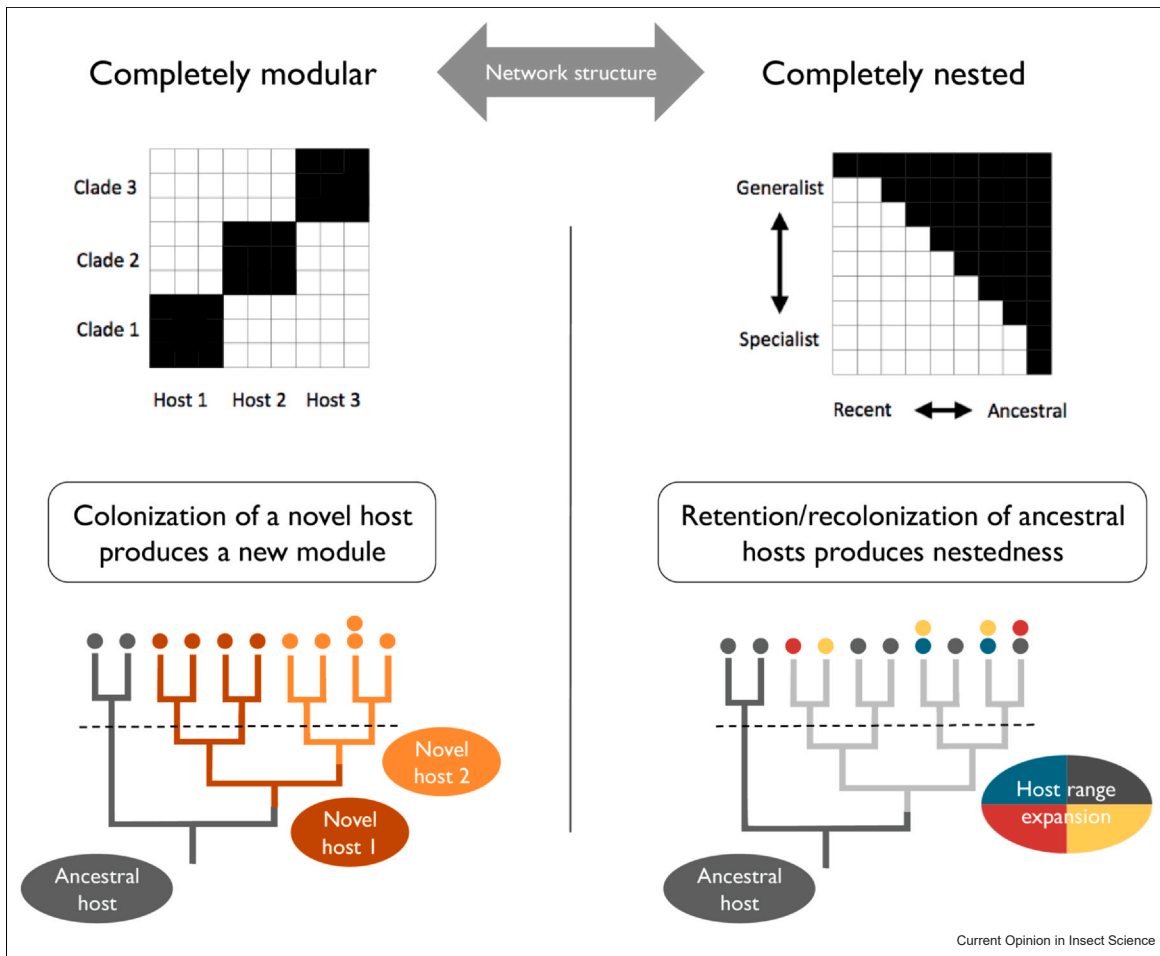 Completely modular
Network structure
Completely nested
Clade 3
Clade 2
Clade 1
Host 1 Host 2 Host 3
Generalist
Specialist
Recent
Ancestral
Colonization of a novel host
produces a new module
Retention/recolonization of ancestral
hosts produces nestedness
Novel
host 2
Novel
host 1
Ancestral
host
Host range
expansion
Ancestral
host
Current Opinion in Insect Science